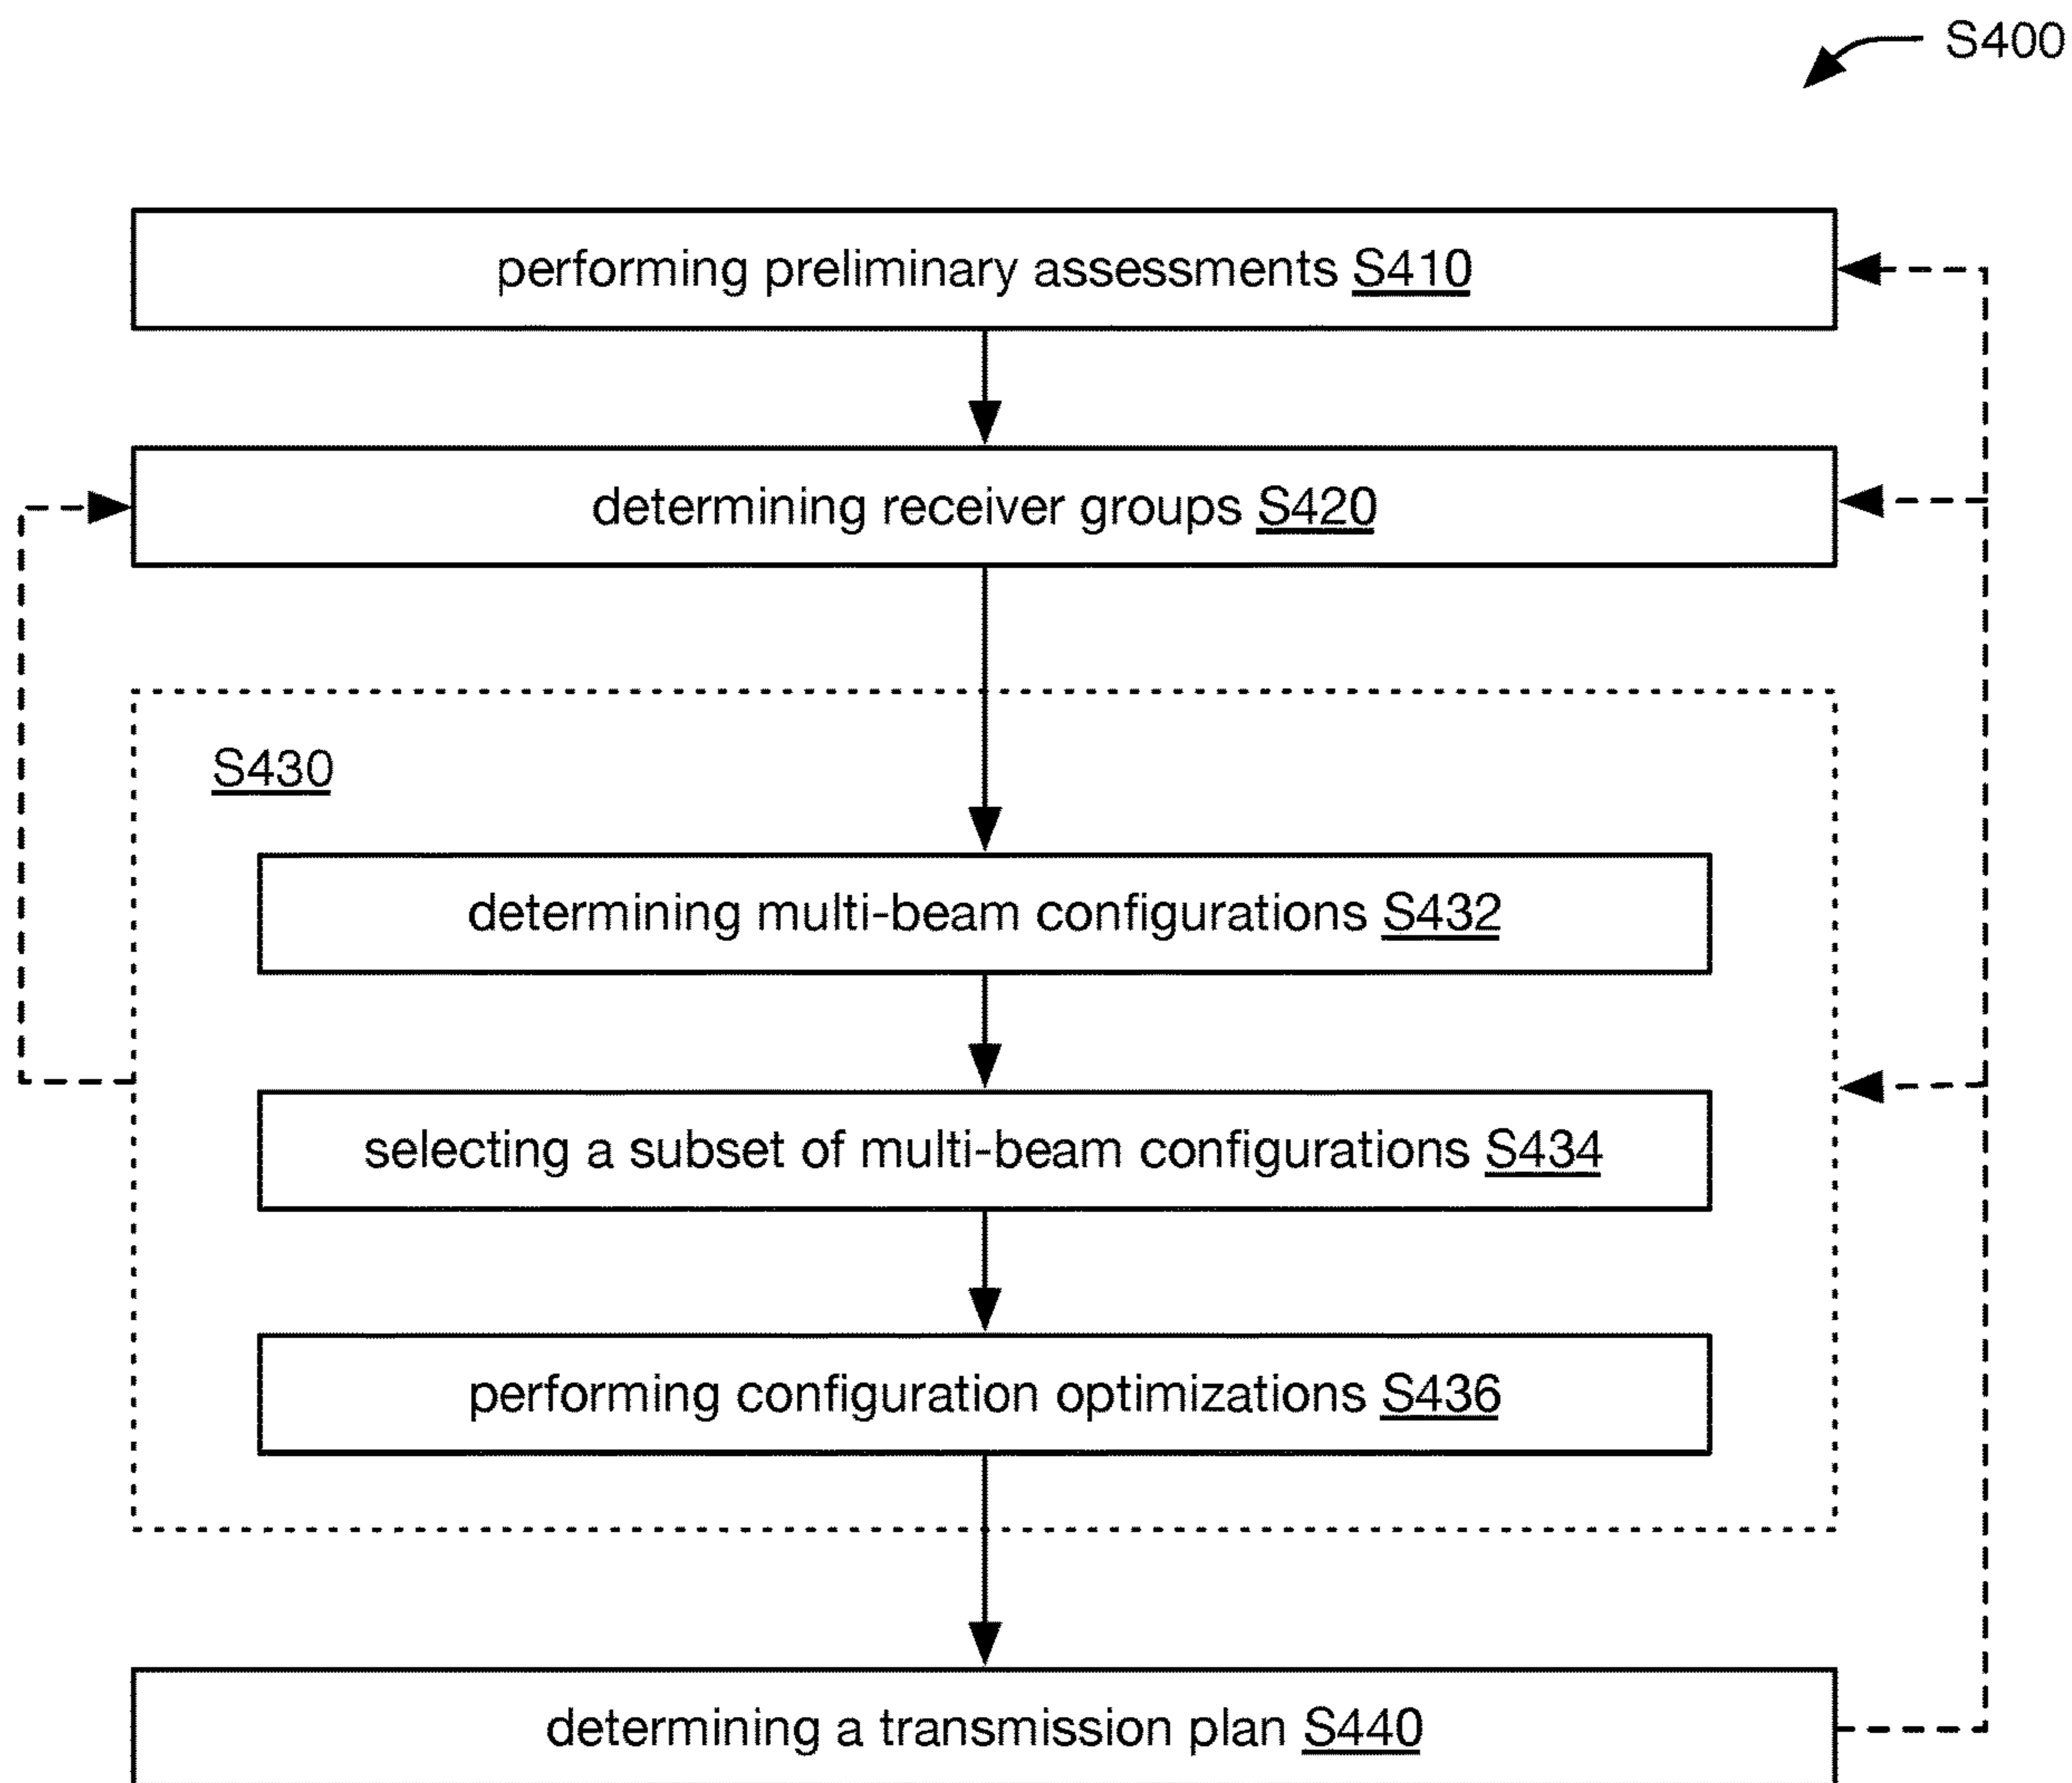 S400
performing preliminary assessments S410
determining receiver groups S420
S430
determining multi-beam configurations S432
selecting a subset of multi-beam configurations S434
performing configuration optimizations S436
determining a transmission plan S440